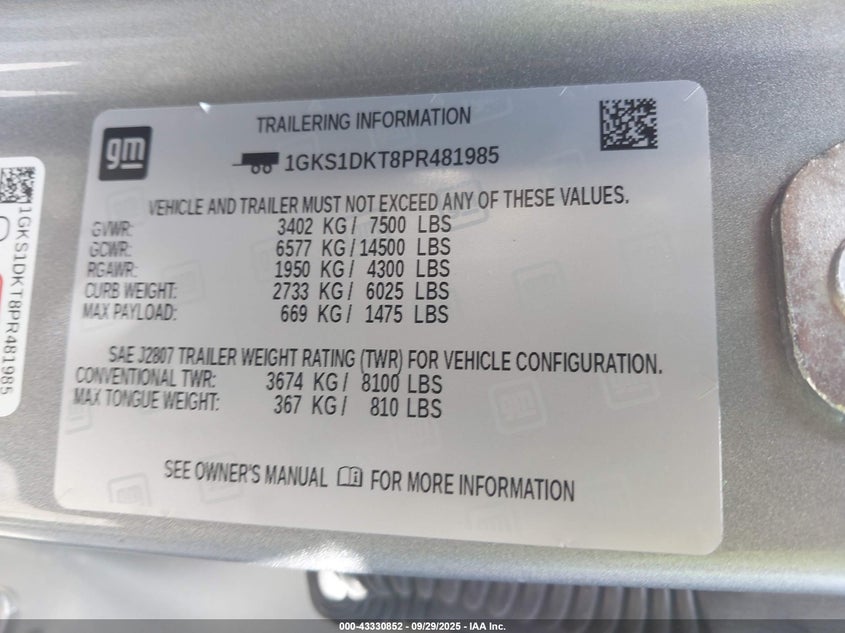 gm
TRAILERING INFORMATION
1GKS1DKT8PR481985
VEHICLE AND TRAILER MUST NOT EXCEED ANY OF THESE VALUES.
GVWR: 3402 KG / 7500 LBS
GCWR: 6577 KG / 14500 LBS
RGAWR: 1950 KG / 4300 LBS
CURB WEIGHT: 2733 KG / 6025 LBS
MAX PAYLOAD: 669 KG / 1475 LBS
SAE J2807 TRAILER WEIGHT RATING (TWR) FOR VEHICLE CONFIGURATION.
CONVENTIONAL TWR: 3674 KG / 8100 LBS
MAX TONGUE WEIGHT: 367 KG / 810 LBS
SEE OWNER'S MANUAL FOR MORE INFORMATION
1GKS1DKT8PR481985
000-43330852 - 09/29/2025 - IAA Inc.